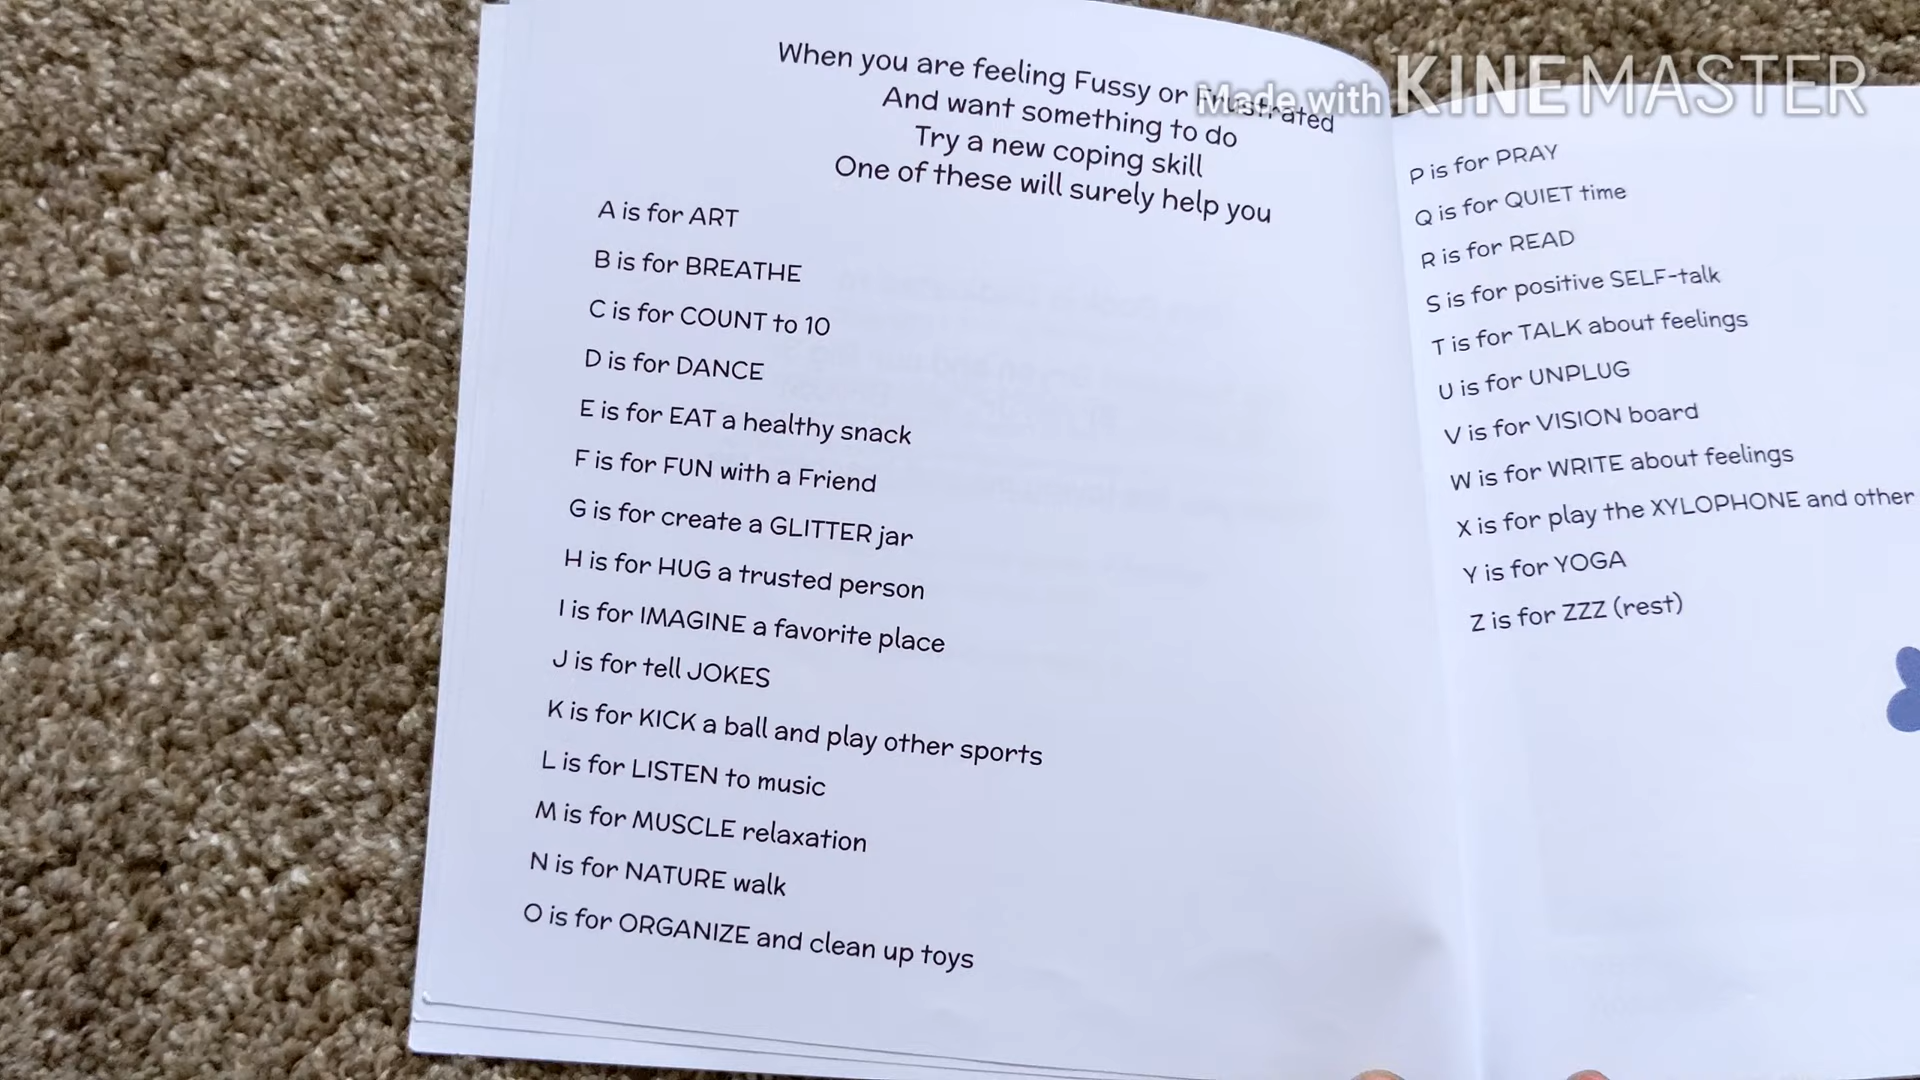 When you are feeling Fussy or Frustrated
And want something to do
Try a new coping skill
One of these will surely help you
A is for ART
B is for BREATHE
C is for COUNT to 10
D is for DANCE
E is for EAT a healthy snack
F is for FUN with a Friend
G is for create a GLITTER jar
H is for HUG a trusted person
I is for IMAGINE a favorite place
J is for tell JOKES
K is for KICK a ball and play other sports
L is for LISTEN to music
M is for MUSCLE relaxation
N is for NATURE walk
O is for ORGANIZE and clean up toys
Made with KINEMASTER
P is for PRAY
Q is for QUIET time
R is for READ
S is for positive SELF-talk
T is for TALK about feelings
U is for UNPLUG
V is for VISION board
W is for WRITE about feelings
X is for play the XYLOPHONE and other
Y is for YOGA
Z is for ZZZ (rest)